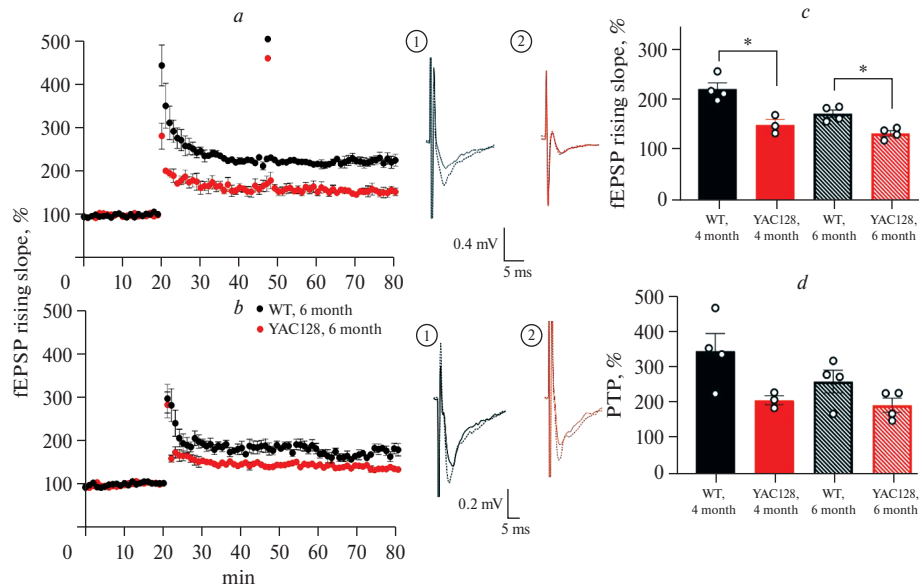 a
fEPSP rising slope, %
500
400
300
200
100
0
10
20
30
40
50
60
70
80
1
2
0.4 mV
5 ms
c
fEPSP rising slope, %
300
200
100
0
*
*
WT,
4 month
YAC128,
4 month
WT,
6 month
YAC128,
6 month
b
WT, 6 month
YAC128, 6 month
500
400
300
200
100
0
10
20
30
40
50
60
70
80
min
1
2
0.2 mV
5 ms
d
PTP, %
500
400
300
200
100
0
WT,
4 month
YAC128,
4 month
WT,
6 month
YAC128,
6 month